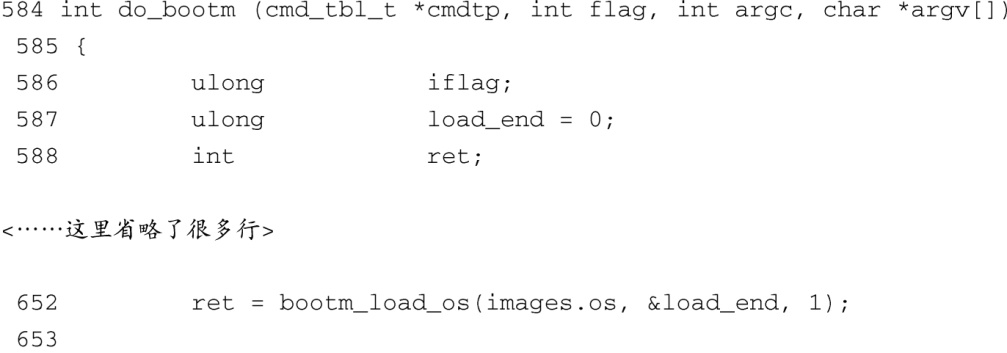 584 int do_bootm (cmd_tbl_t *cmdtp, int flag, int argc, char *argv[])
585 {
586         ulong           iflag;
587         ulong           load_end = 0;
588         int             ret;
<······这里省略了很多行>
652         ret = bootm_load_os(images.os, &load_end, 1);
653